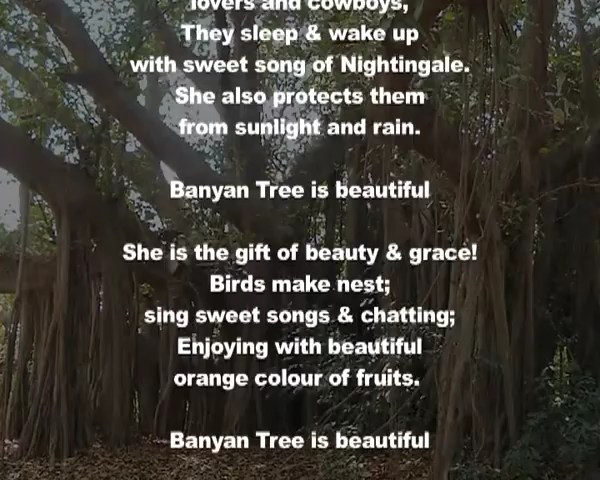 lovers and cowboys,
They sleep & wake up
with sweet song of Nightingale.
She also protects them
from sunlight and rain.
Banyan Tree is beautiful
She is the gift of beauty & grace!
Birds make nest;
sing sweet songs & chatting;
Enjoying with beautiful
orange colour of fruits.
Banyan Tree is beautiful